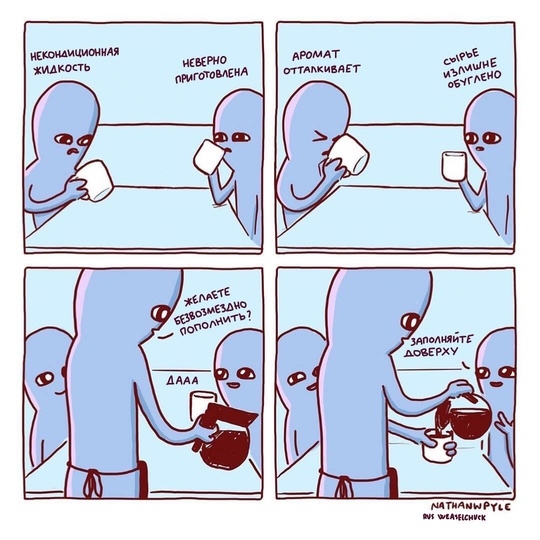 НЕКОНДИЦИОННАЯ
ЖИДКОСТЬ
НЕВЕРНО
ПРИГОТОВЛЕНА
АРОМАТ
ОТТАЛКИВАЕТ
СЫРЬЕ
ИЗЛИШНЕ
ОБУГЛЕНО
ЖЕЛАЕТЕ
БЕЗВОЗМЕЗДНО
ПОПОЛНИТЬ?
ДААА
ЗАПОЛНЯЙТЕ
ДОВЕРХУ
NATHANWPYLE
RUS WEASELCHUCK